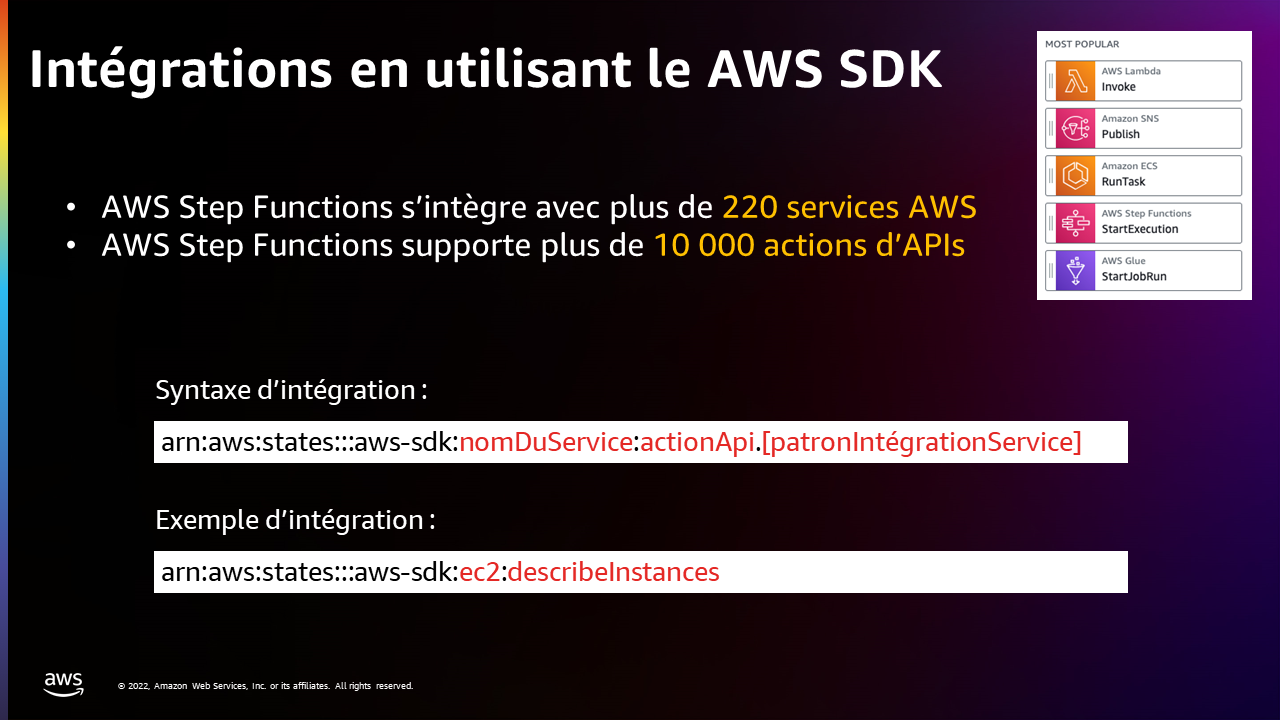 Intégrations en utilisant le AWS SDK
MOST POPULAR
AWS Lambda
Invoke
Amazon SNS
Publish
Amazon ECS
RunTask
AWS Step Functions
StartExecution
AWS Glue
StartJobRun
• AWS Step Functions s’intègre avec plus de 220 services AWS
• AWS Step Functions supporte plus de 10 000 actions d’APIs
Syntaxe d’intégration :
arn:aws:states:::aws-sdk:nomDuService:actionApi.[patronIntégrationService]
Exemple d’intégration :
arn:aws:states:::aws-sdk:ec2:describeInstances
aws
© 2022, Amazon Web Services, Inc. or its affiliates. All rights reserved.